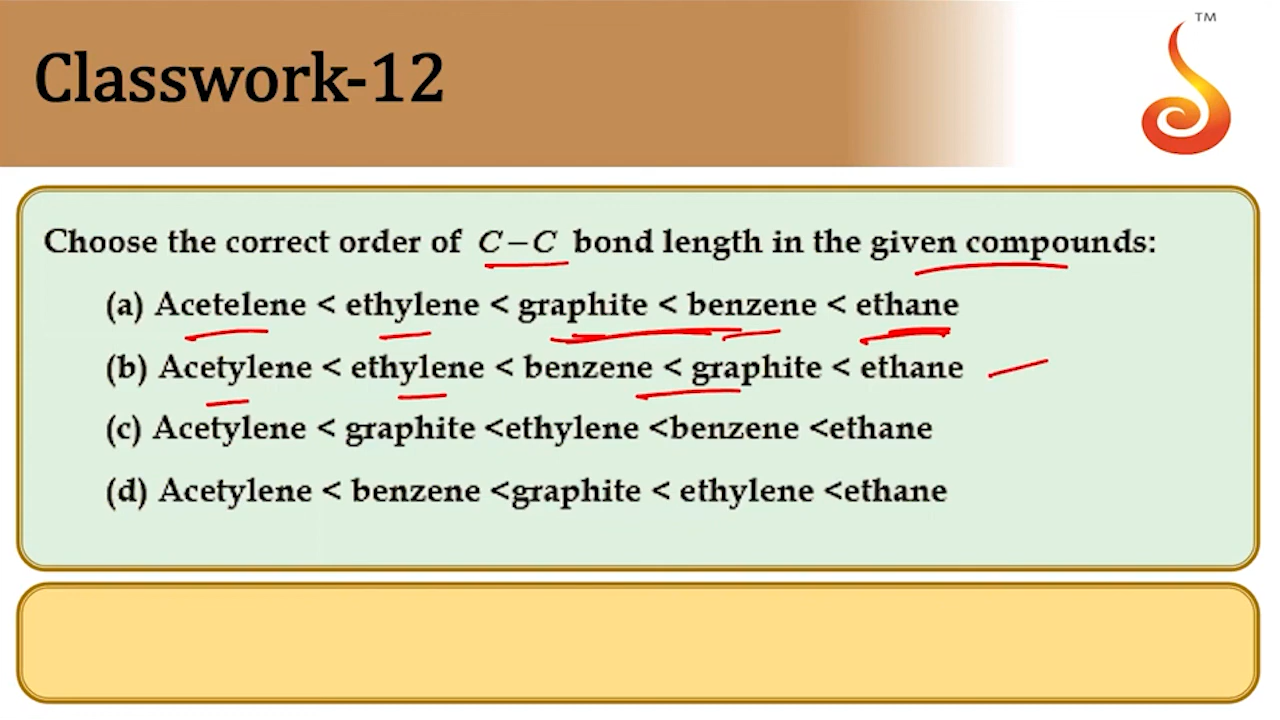 TM
Classwork-12
Choose the correct order of C–C bond length in the given compounds:
(a) Acetelene < ethylene < graphite < benzene < ethane
(b) Acetylene < ethylene < benzene < graphite < ethane
(c) Acetylene < graphite <ethylene <benzene <ethane
(d) Acetylene < benzene <graphite < ethylene <ethane